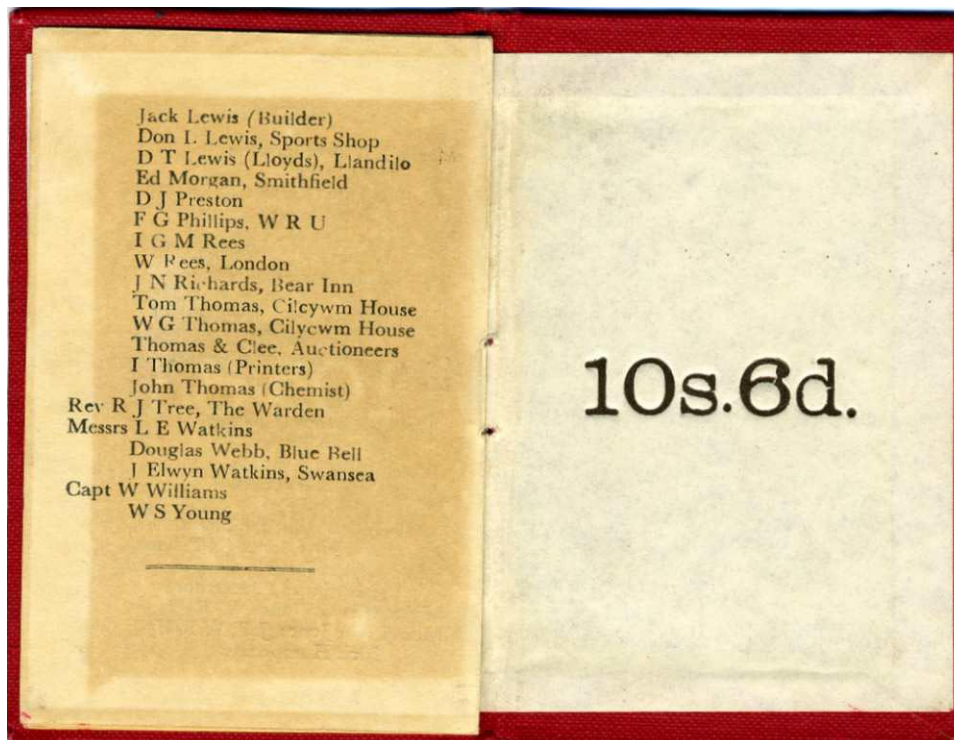 Jack Lewis (Builder)
Don L Lewis, Sports Shop
D T Lewis (Lloyds), Llandilo
Ed Morgan, Smithfield
D J Preston
F G Phillips, W R U
I G M Rees
W Rees, London
J N Richards, Bear Inn
Tom Thomas, Cilcywm House
W G Thomas, Cilycwm House
Thomas & Clee, Auctioneers
I Thomas (Printers)
John Thomas (Chemist)
Rev R J Tree, The Warden
Messrs L E Watkins
Douglas Webb, Blue Bell
J Elwyn Watkins, Swansea
Capt W Williams
W S Young
10s.6d.